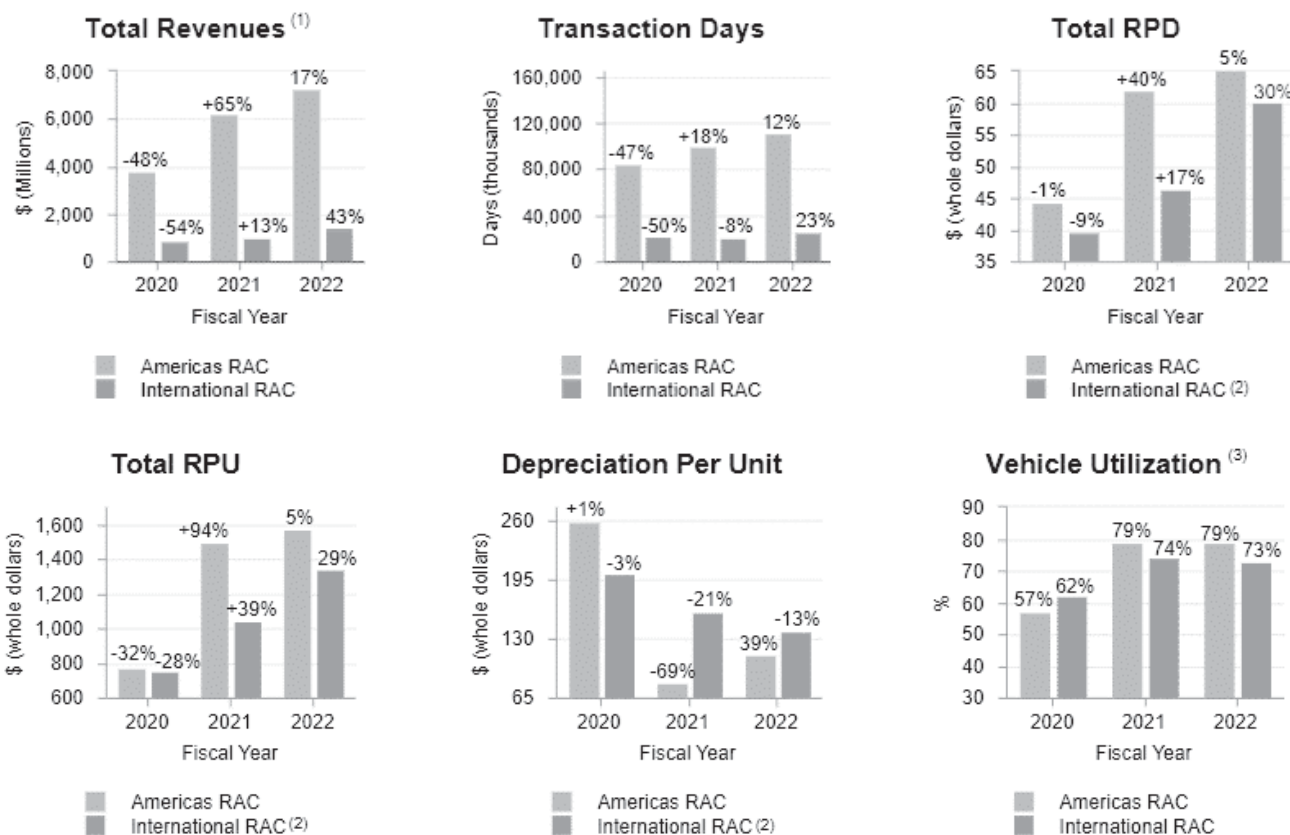 Total Revenues (1)
$ (Millions)
8,000
6,000
4,000
2,000
0
-48%
-54%
+65%
+13%
17%
43%
2020 2021 2022
Fiscal Year
Americas RAC
International RAC
Transaction Days
Days (thousands)
160,000
120,000
80,000
40,000
0
-47%
-50%
+18%
-8%
12%
23%
2020 2021 2022
Fiscal Year
Americas RAC
International RAC
Total RPD
$ (whole dollars)
65
60
55
50
45
40
35
-1%
-9%
+40%
+17%
5%
30%
2020 2021 2022
Fiscal Year
Americas RAC
International RAC (2)
Total RPU
$ (whole dollars)
1,600
1,400
1,200
1,000
800
600
-32%
-28%
+94%
+39%
5%
29%
2020 2021 2022
Fiscal Year
Americas RAC
International RAC (2)
Depreciation Per Unit
$ (whole dollars)
260
195
130
65
+1%
-3%
-69%
-21%
39%
-13%
2020 2021 2022
Fiscal Year
Americas RAC
International RAC (2)
Vehicle Utilization (3)
%
90
80
70
60
50
40
30
57%
62%
79%
74%
79%
73%
2020 2021 2022
Fiscal Year
Americas RAC
International RAC